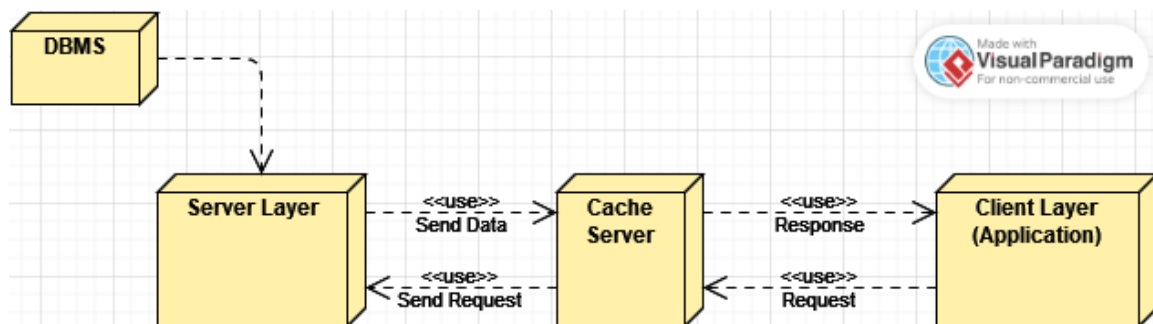 DBMS
Made with
Visual Paradigm
For non-commercial use
Server Layer
<<use>>
Send Data
<<use>>
Send Request
Cache
Server
<<use>>
Response
<<use>>
Request
Client Layer
(Application)